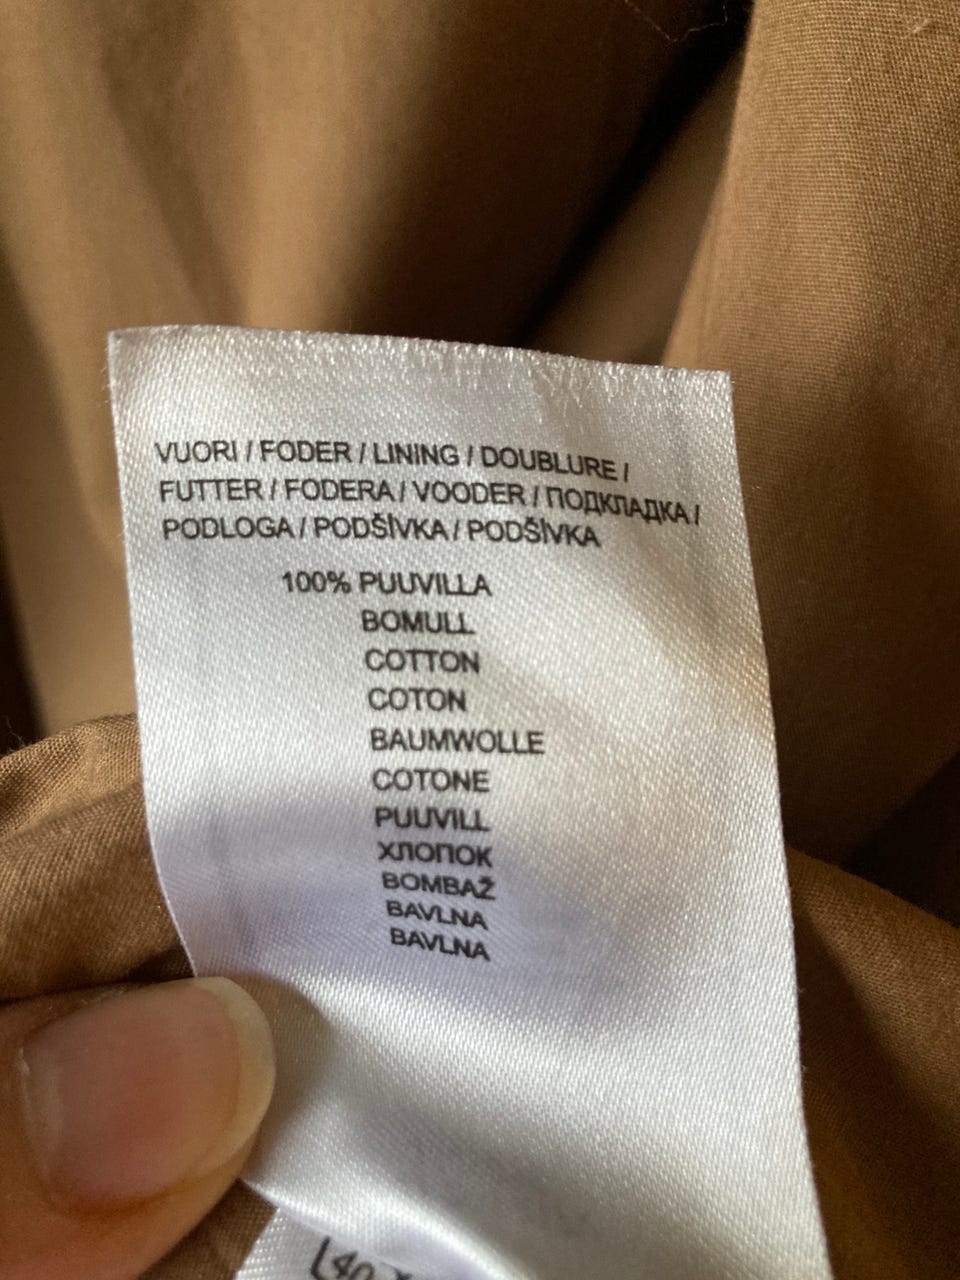 VUORI / FODER / LINING / DOUBLURE /
FUTTER / FODERA / VOODER / ПОДКЛАДКА /
PODLOGA / PODŠÍVKA / PODŠÍVKA
100% PUUVILLA
BOMULL
COTTON
COTON
BAUMWOLLE
COTONE
PUUVILL
ХЛОПОК
BOMBAŽ
BAVLNA
BAVLNA